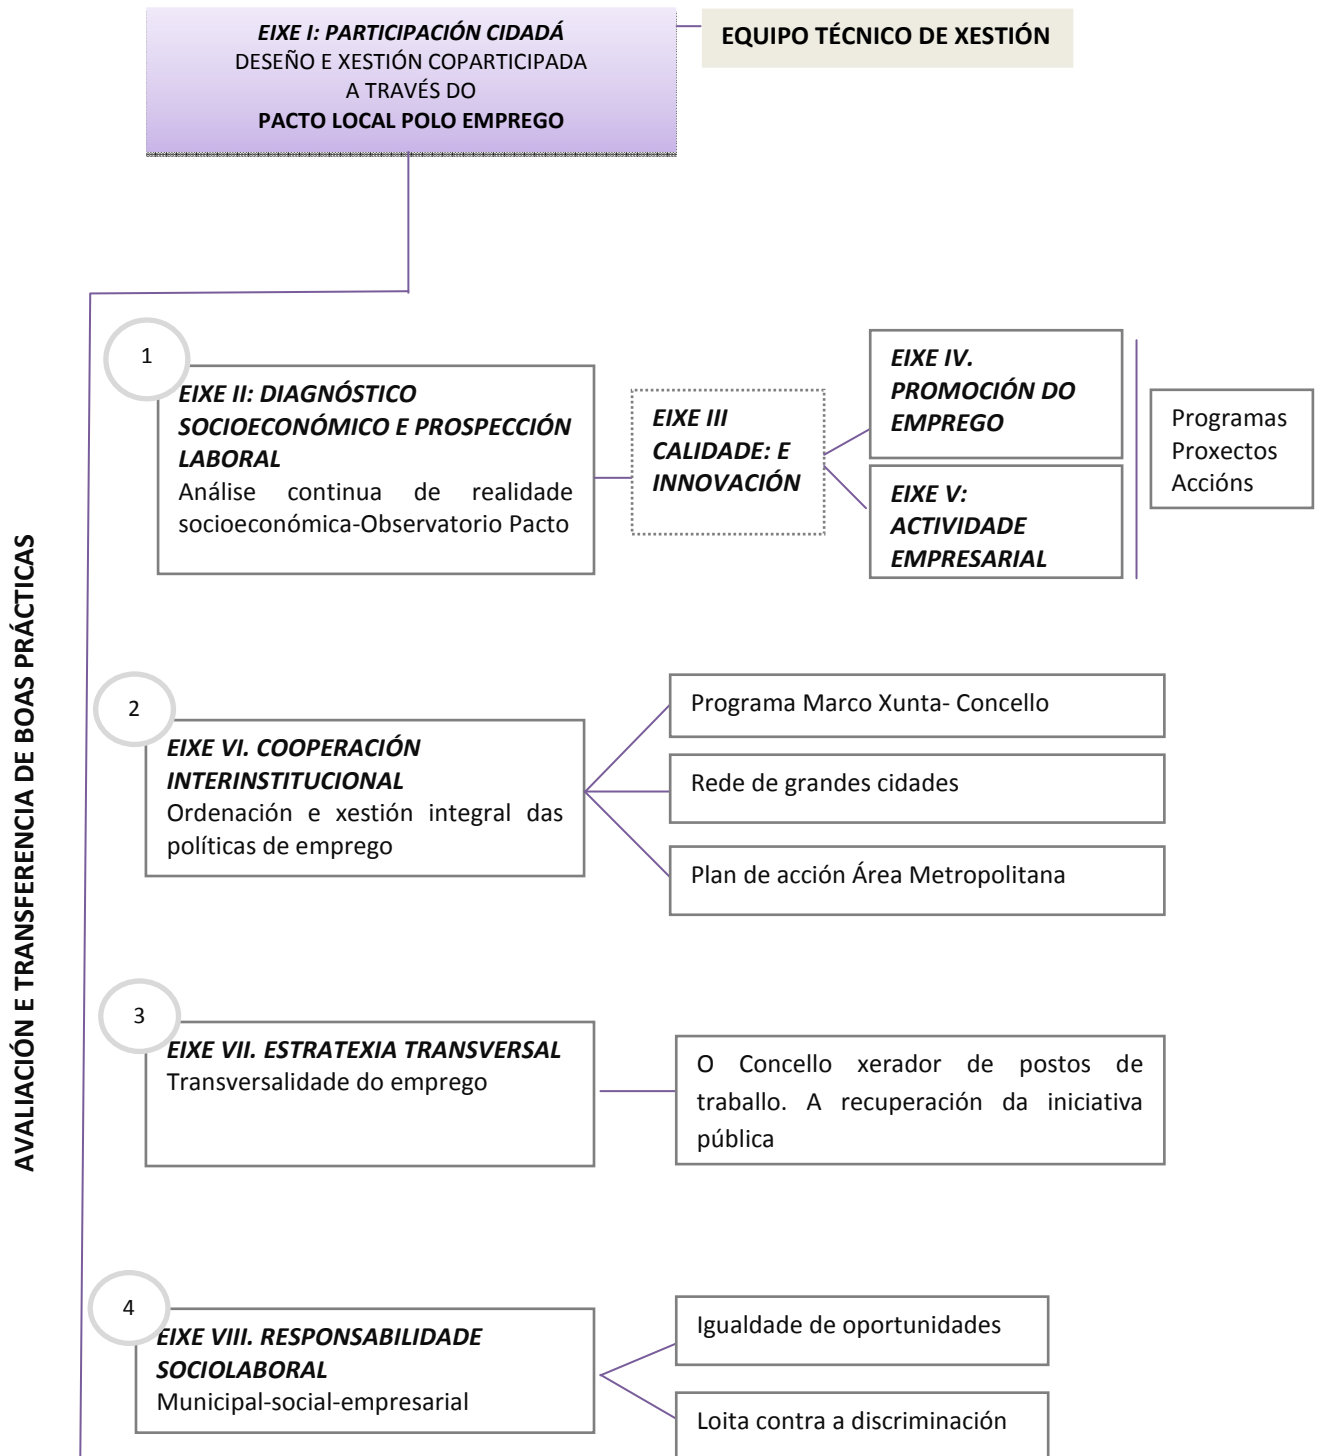 EIXE I: PARTICIPACIÓN CIDADÁ
DESEÑO E XESTIÓN COPARTICIPADA
A TRAVÉS DO
PACTO LOCAL POLO EMPREGO
EQUIPO TÉCNICO DE XESTIÓN
AVALIACIÓN E TRANSFERENCIA DE BOAS PRÁCTICAS
1
EIXE II: DIAGNÓSTICO
SOCIOECONÓMICO E PROSPECCIÓN
LABORAL
Análise continua de realidade
socioeconómica-Observatorio Pacto
EIXE III
CALIDADE: E
INNOVACIÓN
EIXE IV.
PROMOCIÓN DO
EMPREGO
EIXE V:
ACTIVIDADE
EMPRESARIAL
Programas
Proxectos
Accións
2
EIXE VI. COOPERACIÓN
INTERINSTITUCIONAL
Ordenación e xestión integral das
políticas de emprego
Programa Marco Xunta- Concello
Rede de grandes cidades
Plan de acción Área Metropolitana
3
EIXE VII. ESTRATEXIA TRANSVERSAL
Transversalidade do emprego
O Concello xerador de postos de
traballo. A recuperación da iniciativa
pública
4
EIXE VIII. RESPONSABILIDADE
SOCIOLABORAL
Municipal-social-empresarial
Igualdade de oportunidades
Loita contra a discriminación